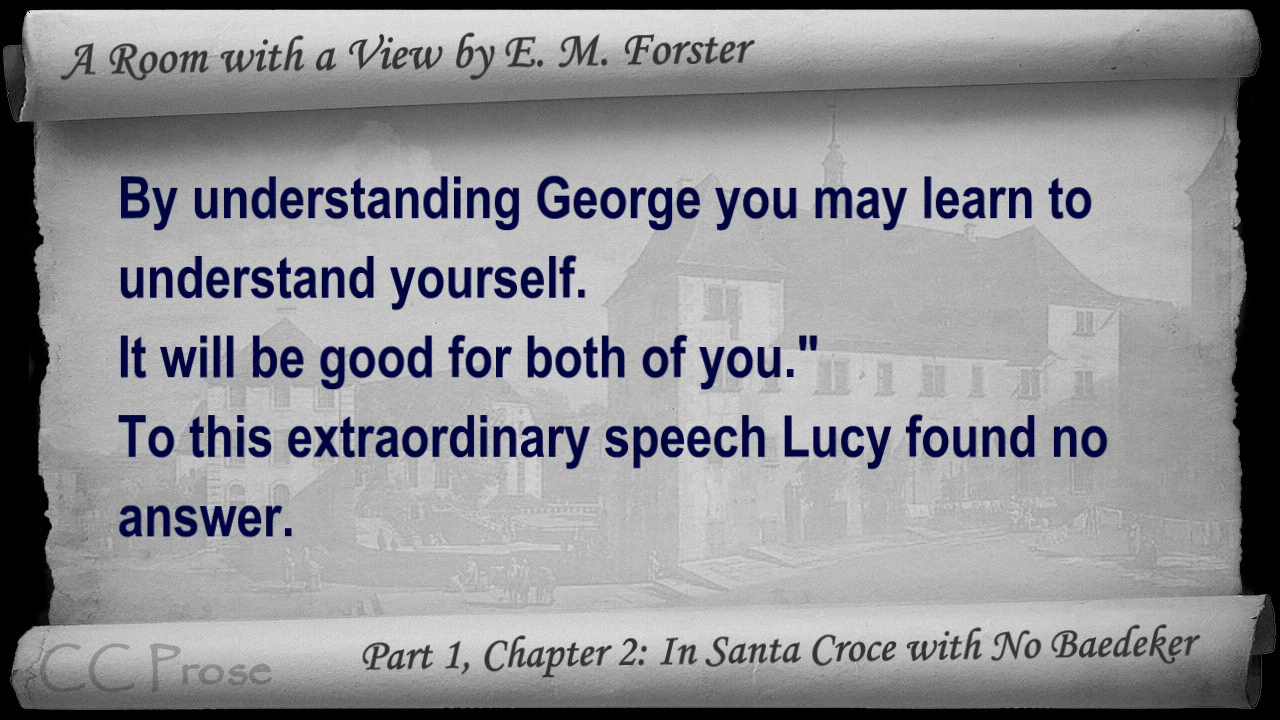 A Room with a View by E. M. Forster
By understanding George you may learn to
understand yourself.
It will be good for both of you."
To this extraordinary speech Lucy found no
answer.
CC Prose
Part 1, Chapter 2: In Santa Croce with No Baedeker